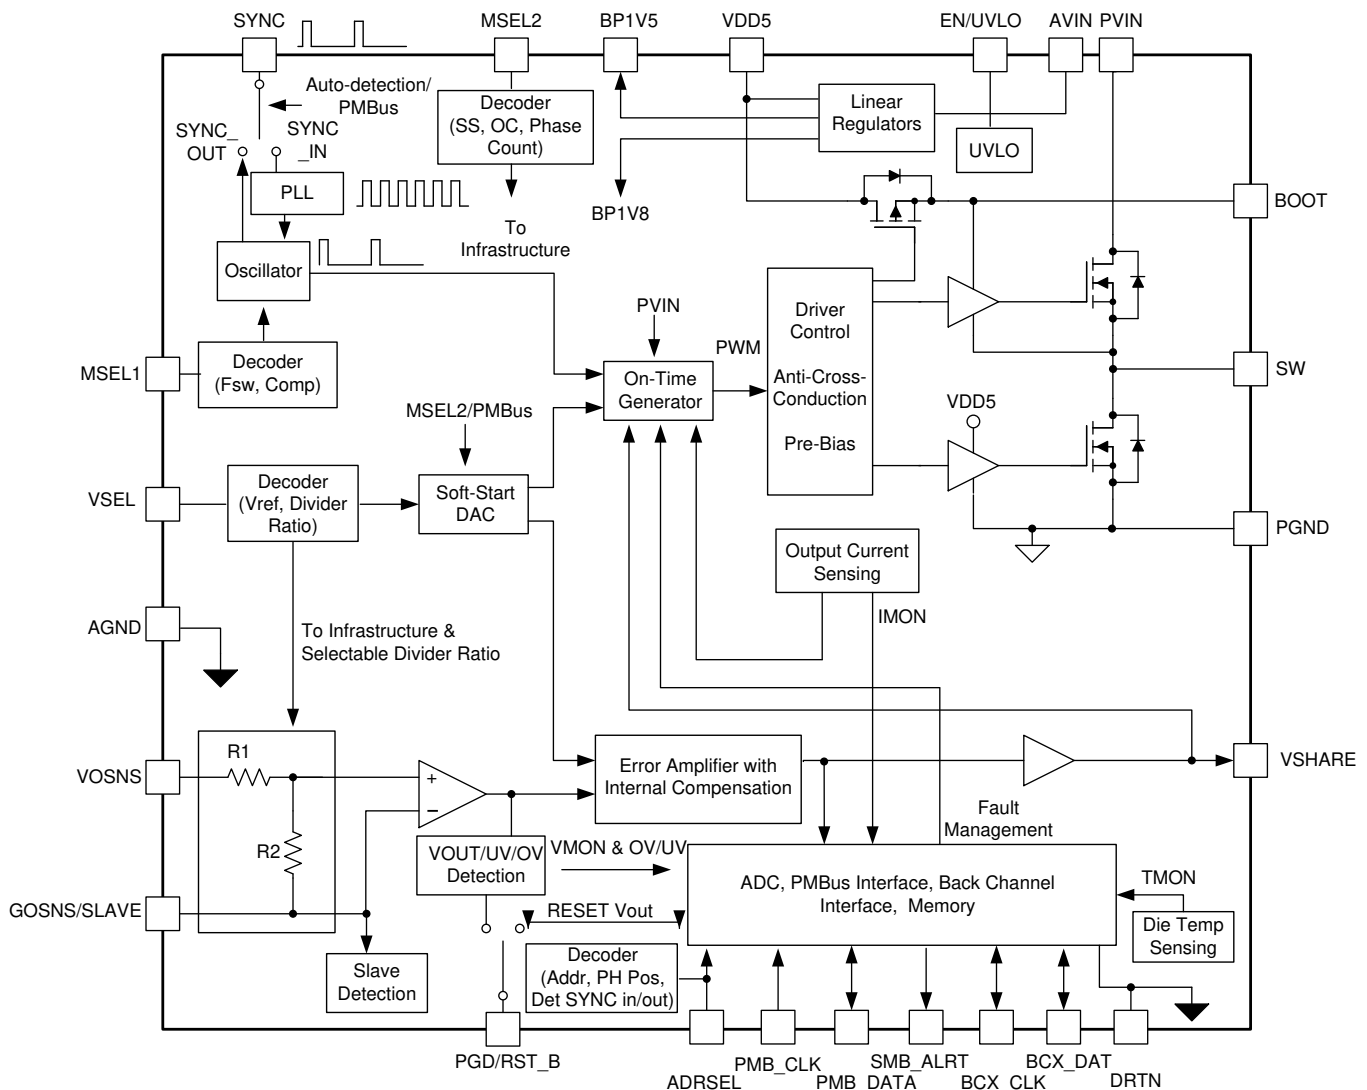 SYNC
MSEL2
BP1V5
VDD5
EN/UVLO
AVIN
PVIN
Auto-detection/
PMBus
SYNC_
OUT
SYNC
_IN
PLL
Decoder
(SS, OC, Phase
Count)
To
Infrastructure
BP1V8
Linear
Regulators
UVLO
BOOT
Oscillator
Decoder
(Fsw, Comp)
MSEL1
PVIN
PWM
On-Time
Generator
Driver
Control
Anti-Cross-
Conduction
Pre-Bias
VDD5
SW
MSEL2/PMBus
VSEL
Decoder
(Vref, Divider
Ratio)
Soft-Start
DAC
PGND
Output Current
Sensing
IMON
AGND
To Infrastructure &
Selectable Divider Ratio
VOSNS
R1
R2
+
−
Error Amplifier with
Internal Compensation
VSHARE
Fault
Management
VOUT/UV/OV
Detection
VMON & OV/UV
ADC, PMBus Interface, Back Channel
Interface, Memory
TMON
Die Temp
Sensing
GOSNS/SLAVE
RESET Vout
Slave
Detection
Decoder
(Addr, PH Pos,
Det SYNC in/out)
PGD/RST_B
ADRSEL
PMB_CLK
PMB_DATA
SMB_ALRT
BCX_CLK
BCX_DAT
DRTN